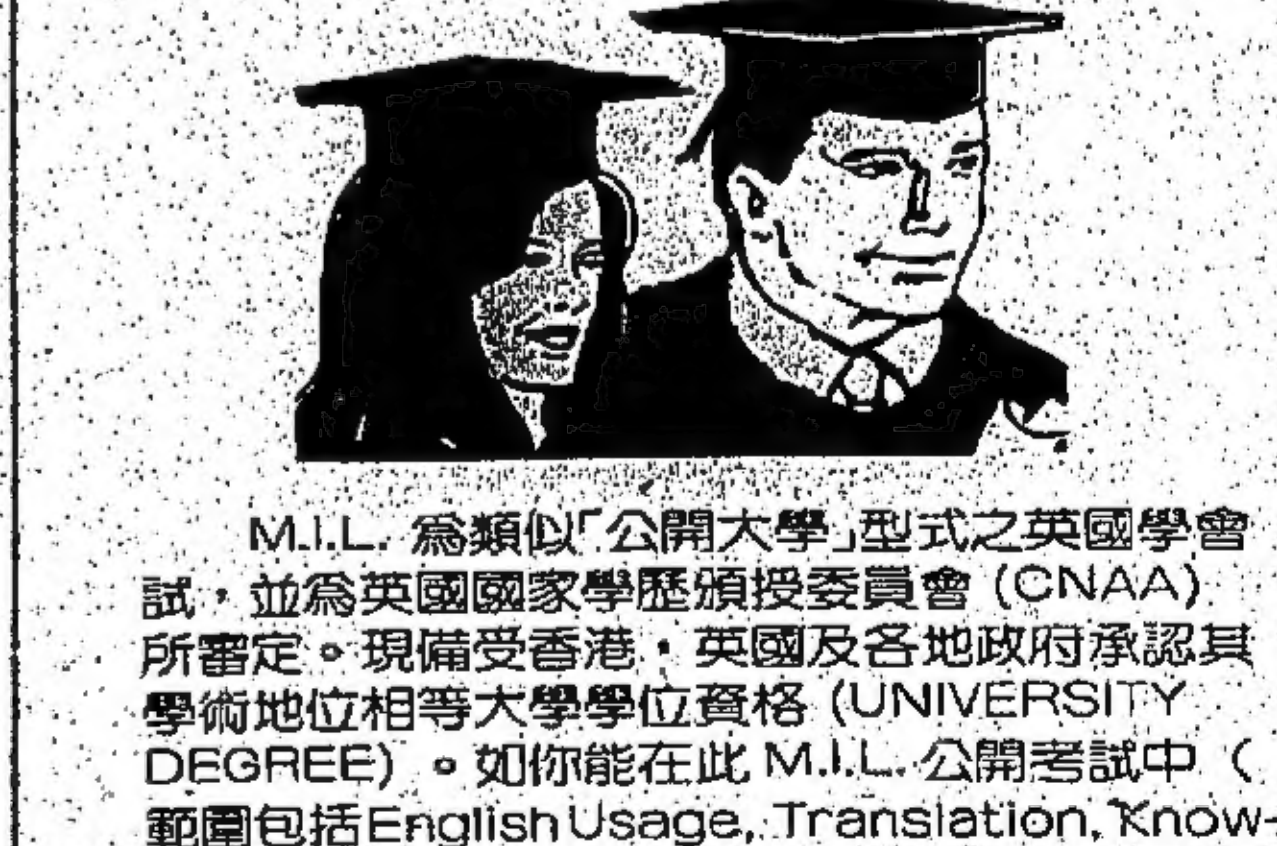 M.I.L. 為類似「公開大學」型式之英國學會
試，並為英國國家學歷頒授委員會 (CNAA)
所審定。現備受香港，英國及各地政府承認其
學術地位相等大學學位資格 (UNIVERSITY
DEGREE)。如你能在此 M.I.L. 公開考試中（
範圍包括English Usage, Translation, Know-